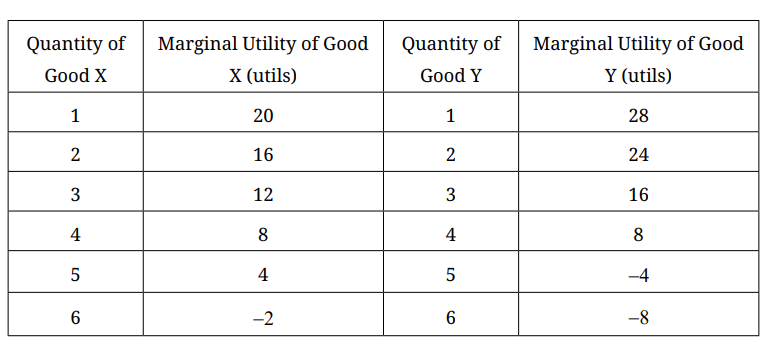 Quantity of Marginal Utility of Good Quantity of Marginal Utility of Good
Good X X (utils) Good Y Y (utils)
1 20 1 28
2 16 2 24
3 12 3 16
4 8 4 8
5 4 5 –4
6 –2 6 –8